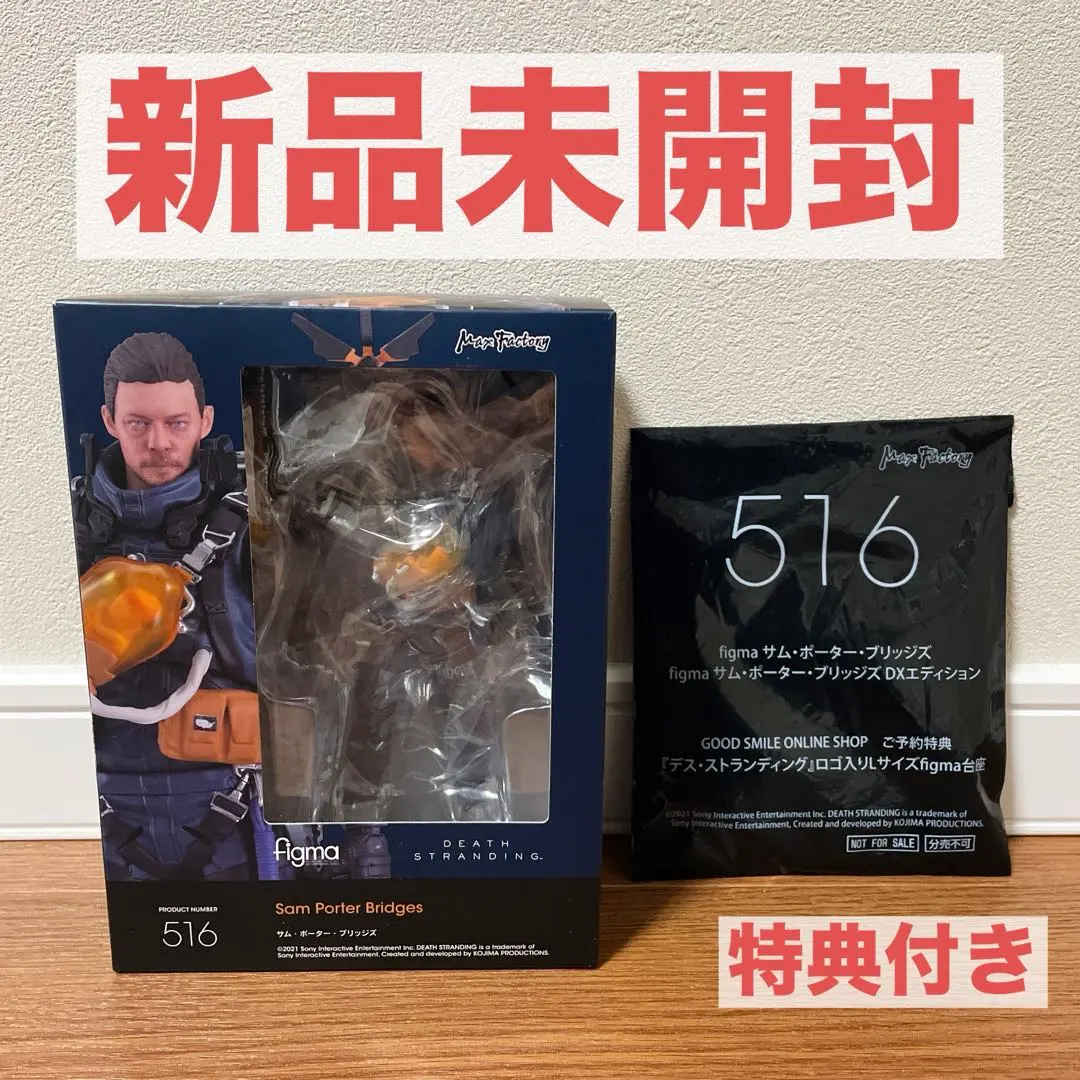 新品未開封
Max Factory
figma
DEATH
STRANDING™
PRODUCT NUMBER
516
Sam Porter Bridges
サム・ポーター・ブリッジズ
©2021 Sony Interactive Entertainment Inc. DEATH STRANDING is a trademark of
Sony Interactive Entertainment, Created and developed by KOJIMA PRODUCTIONS.
Max Factory
516
figma サム・ポーター・ブリッジズ
figma サム・ポーター・ブリッジズ DXエディション
GOOD SMILE ONLINE SHOP ご予約特典
『デス・ストランディング』ロゴ入りLサイズfigma台座
©2021 Sony Interactive Entertainment Inc. DEATH STRANDING is a trademark of
Sony Interactive Entertainment, Created and developed by KOJIMA PRODUCTIONS.
NOT FOR SALE 分売不可
特典付き